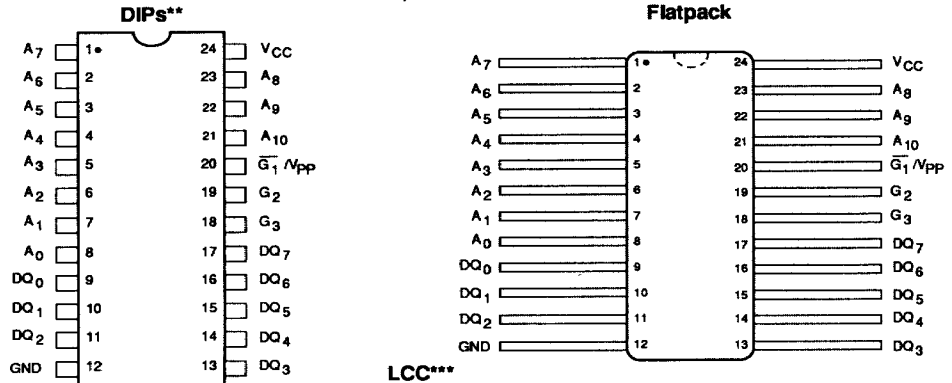 DIPs**
A7 1 24 VCC
A6 2 23 A8
A5 3 22 A9
A4 4 21 A10
A3 5 20 G1/VPP
A2 6 19 G2
A1 7 18 G3
A0 8 17 DQ7
DQ0 9 16 DQ6
DQ1 10 15 DQ5
DQ2 11 14 DQ4
GND 12 13 DQ3
Flatpack
A7 1 24 VCC
A6 2 23 A8
A5 3 22 A9
A4 4 21 A10
A3 5 20 G1/VPP
A2 6 19 G2
A1 7 18 G3
A0 8 17 DQ7
DQ0 9 16 DQ6
DQ1 10 15 DQ5
DQ2 11 14 DQ4
GND 12 13 DQ3
LCC***